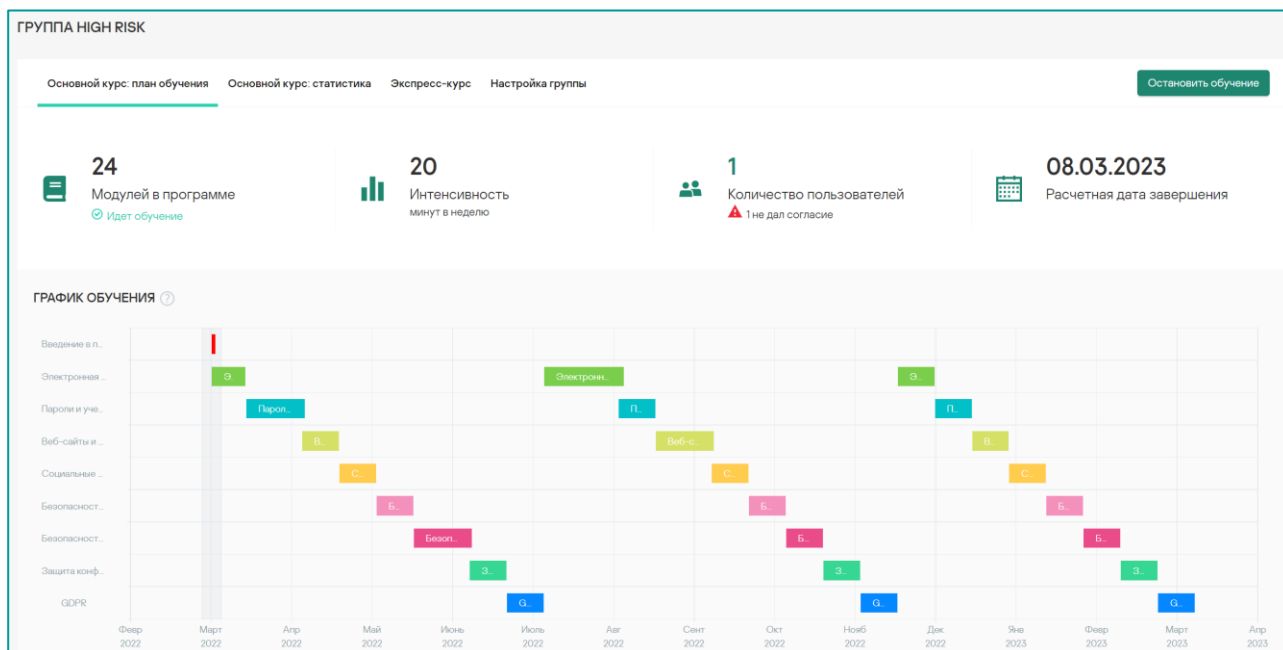 ГРУППА HIGH RISK
Основной курс: план обучения Основной курс: статистика Экспресс-курс Настройка группы Остановить обучение
24
Модулей в программе
Идет обучение
20
Интенсивность
минут в неделю
1
Количество пользователей
1 не дал согласие
08.03.2023
Расчетная дата завершения
ГРАФИК ОБУЧЕНИЯ ?
Введение в п...
Электронная ... Э... Электронн... Э...
Пароли и уче... Парол... П... П...
Веб-сайты и ... В... Веб-с... В...
Социальные ... С... С... С...
Безопасност... Б... Б... Б...
Безопасност... Безоп... Б... Б...
Защита конф... З... З... З...
GDPR G... G... G...
Февр Март Апр Май Июнь Июль Авг Сент Окт Нояб Дек Янв Февр Март Апр
2022 2022 2022 2022 2022 2022 2022 2022 2022 2022 2022 2023 2023 2023 2023